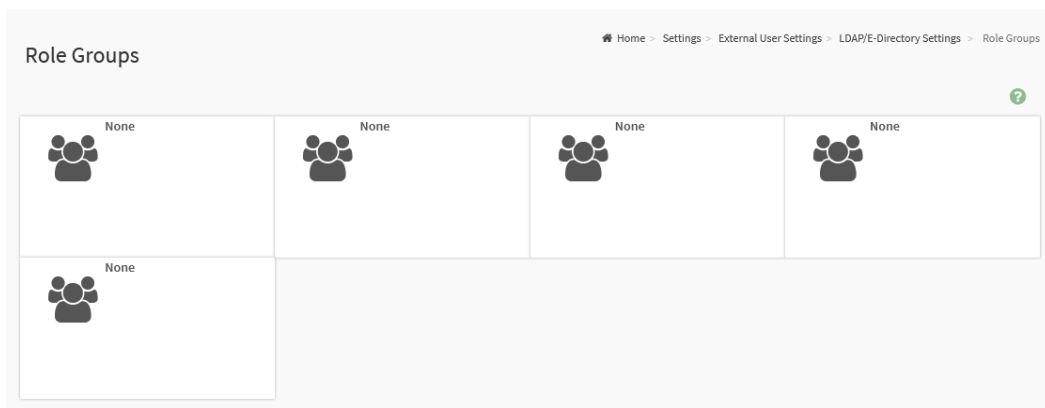 Home > Settings > External User Settings > LDAP/E-Directory Settings > Role Groups
Role Groups
?
None None None None
None